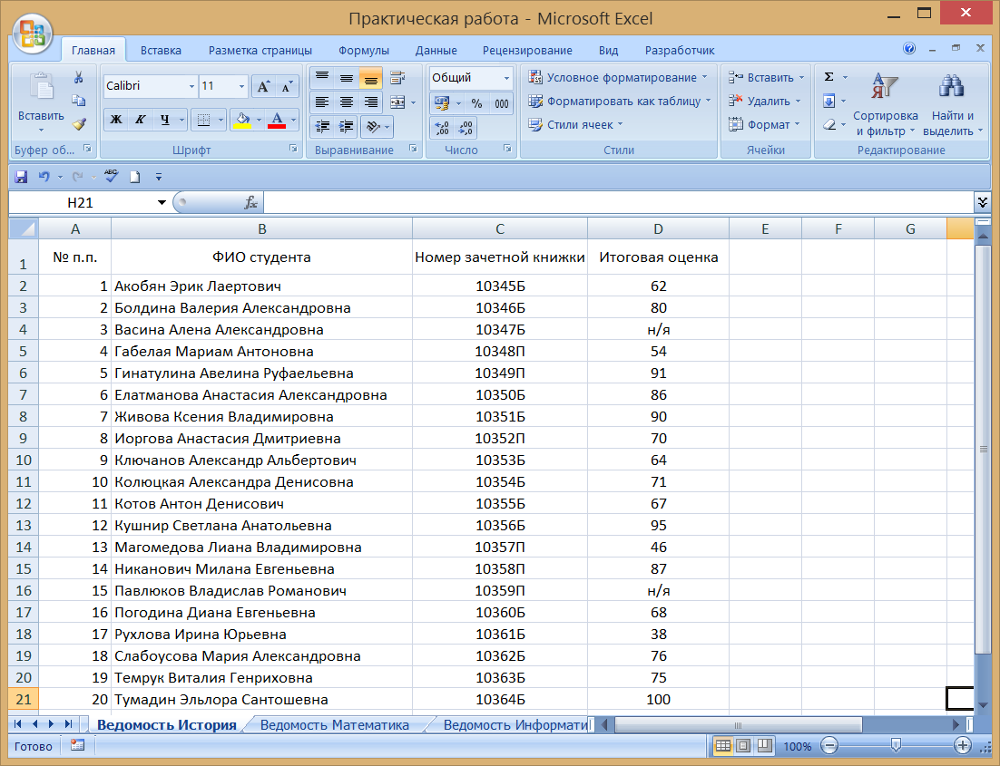 Практическая работа - Microsoft Excel
Главная Вставка Разметка страницы Формулы Данные Рецензирование Вид Разработчик
Calibri 11 Общий Условное форматирование Вставить Σ
Вставить Форматировать как таблицу Удалить Сортировка и фильтр Найти и выделить
Ж К Ч А % 000 Стили ячеек Формат
Буфер об... Шрифт Выравнивание Число Стили Ячейки Редактирование
H21 fx
A B C D E F G
1 № п.п. ФИО студента Номер зачетной книжки Итоговая оценка
2 1 Акобян Эрик Лаертович 10345Б 62
3 2 Болдина Валерия Александровна 10346Б 80
4 3 Васина Алена Александровна 10347Б н/я
5 4 Габелая Мариам Антоновна 10348П 54
6 5 Гинатулина Авелина Руфаельевна 10349П 91
7 6 Елатманова Анастасия Александровна 10350Б 86
8 7 Живова Ксения Владимировна 10351Б 90
9 8 Иоргова Анастасия Дмитриевна 10352П 70
10 9 Ключанов Александр Альбертович 10353Б 64
11 10 Колюцкая Александра Денисовна 10354Б 71
12 11 Котов Антон Денисович 10355Б 67
13 12 Кушнир Светлана Анатольевна 10356Б 95
14 13 Магомедова Лиана Владимировна 10357П 46
15 14 Никанович Милана Евгеньевна 10358П 87
16 15 Павлюков Владислав Романович 10359П н/я
17 16 Погодина Диана Евгеньевна 10360Б 68
18 17 Рухлова Ирина Юрьевна 10361Б 38
19 18 Слабоусова Мария Александровна 10362Б 76
20 19 Темрук Виталия Генриховна 10363Б 75
21 20 Тумадин Эльлора Сантошевна 10364Б 100
Ведомость История Ведомость Математика Ведомость Информати
Готово 100%